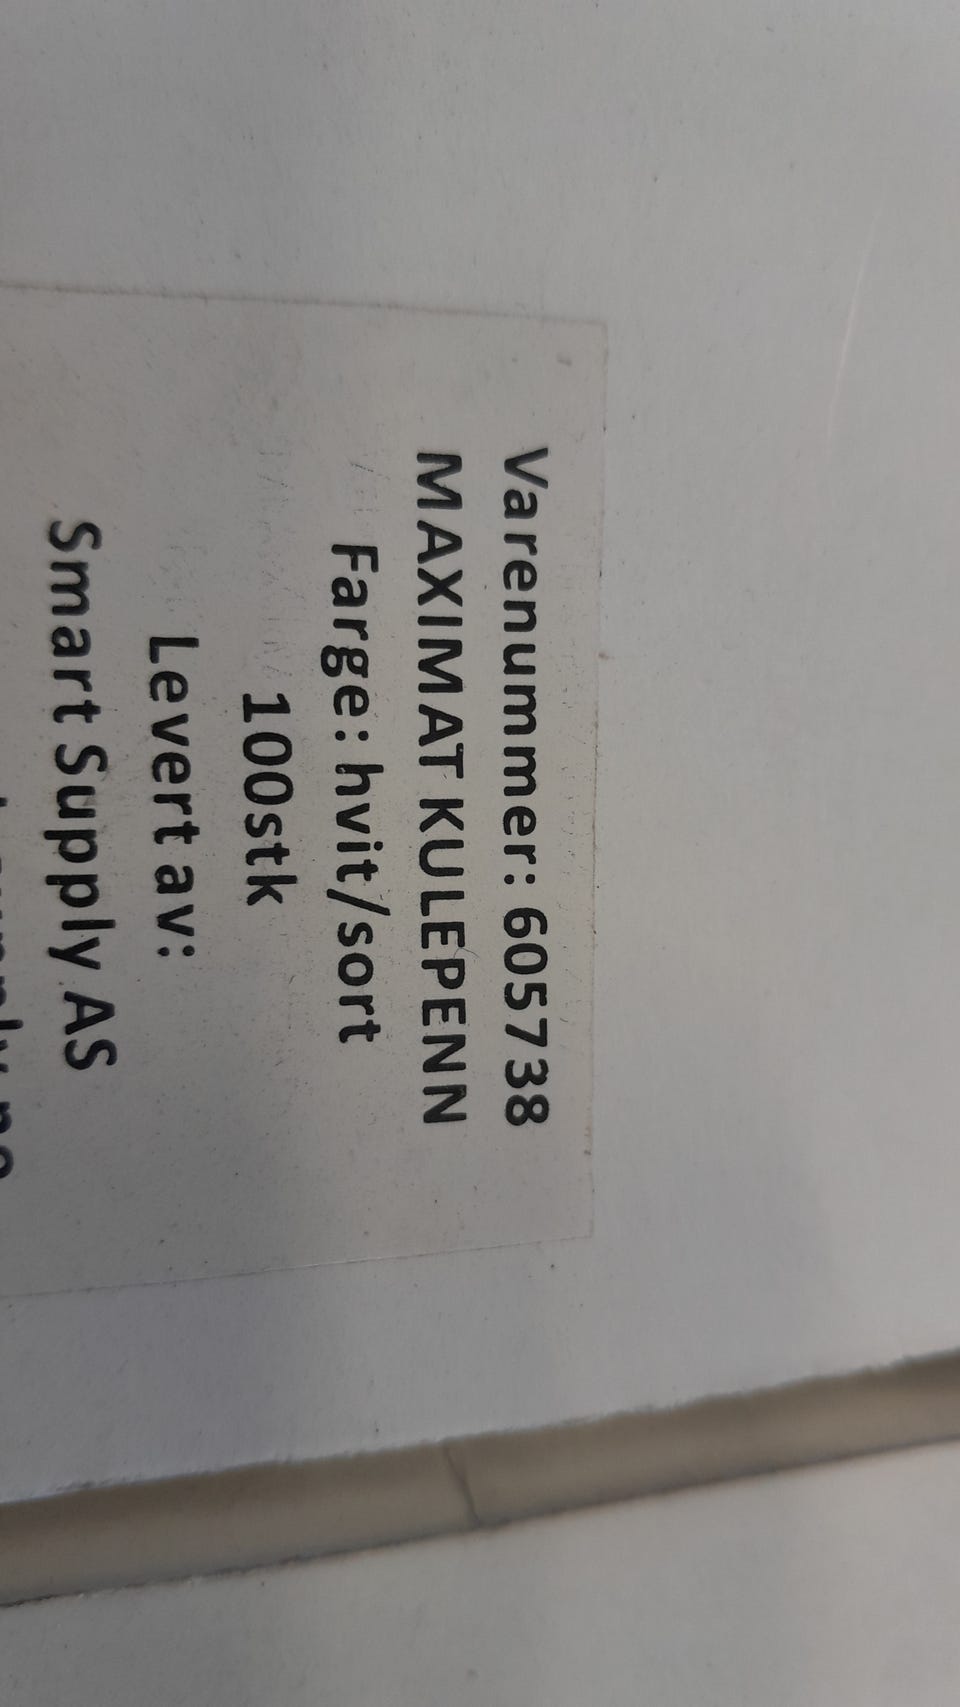 Varenummer: 605738
MAXIMAT KULEPENN
Farge: hvit/sort
100stk
Levert av:
Smart Supply AS